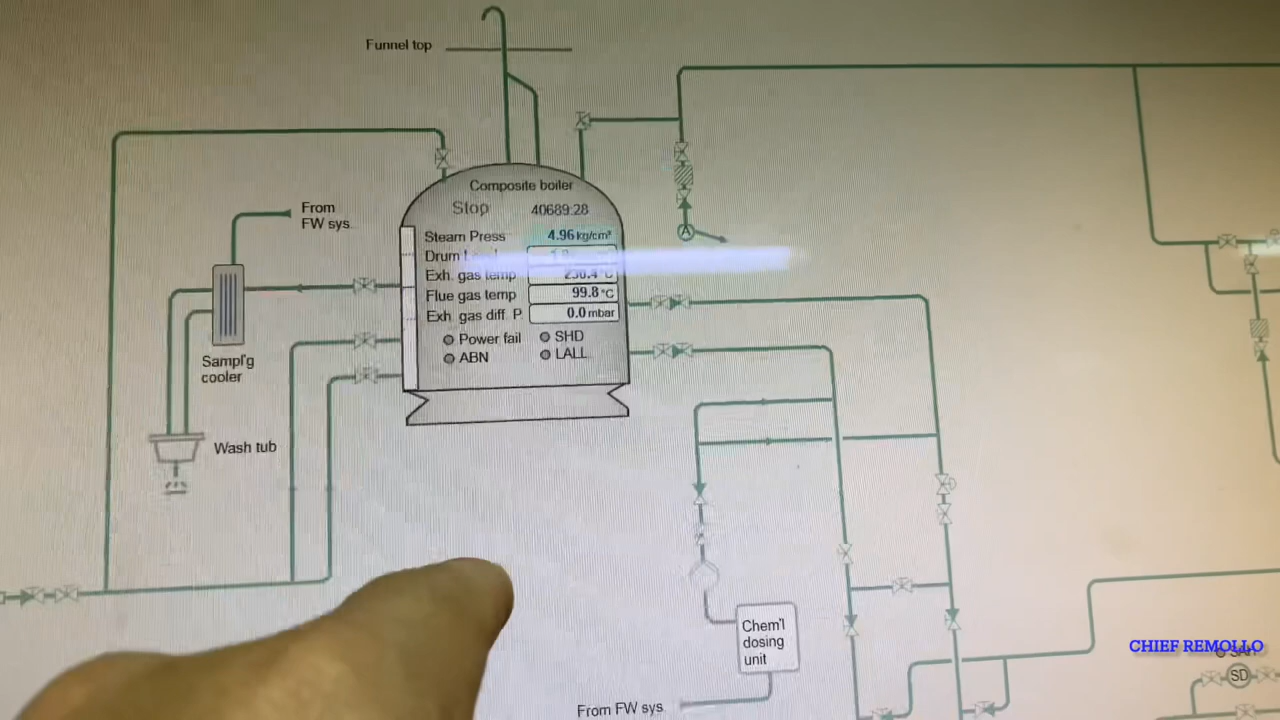 Funnel top
From
FW sys.
Composite boiler
Stop 40689:28
Steam Press 4.96 kg/cm²
Drum
Exh. gas temp °C
Flue gas temp 99.8 °C
Exh. gas diff. P. 0.0 mbar
Power fail SHD
ABN LALL
Sampl'g
cooler
Wash tub
A
Chem'l
dosing
unit
From FW sys.
CHIEF REMOLLO
SD